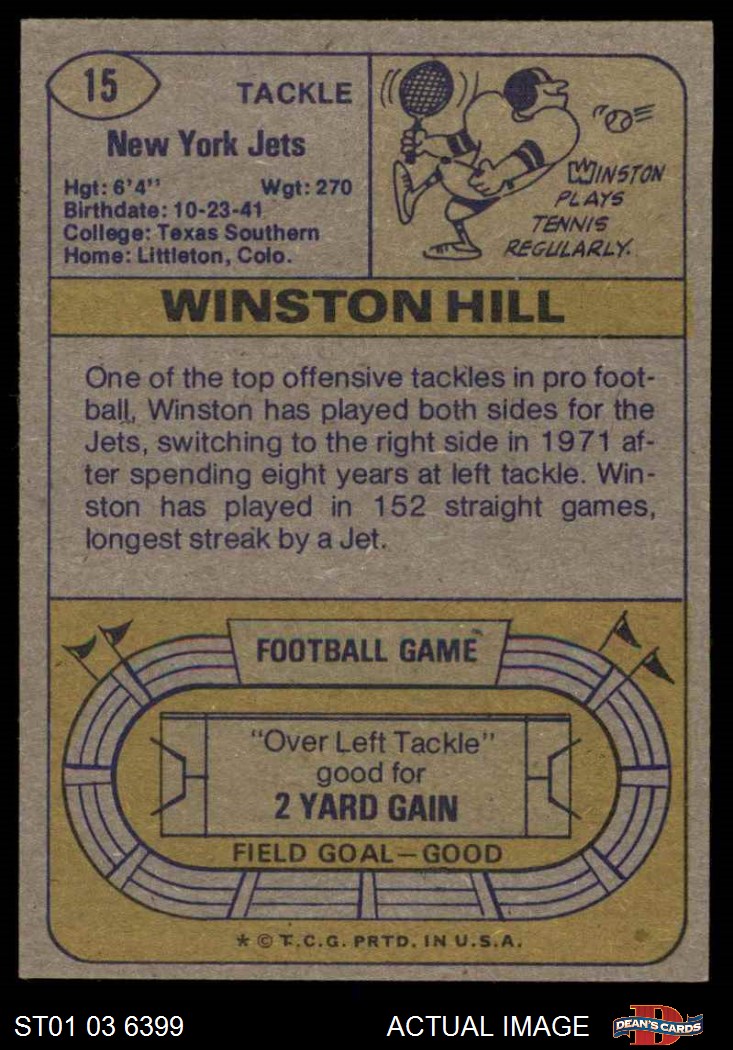 15
TACKLE
New York Jets
Hgt: 6'4" Wgt: 270
Birthdate: 10-23-41
College: Texas Southern
Home: Littleton, Colo.
WINSTON
PLAYS
TENNIS
REGULARLY.
WINSTON HILL
One of the top offensive tackles in pro foot-
ball, Winston has played both sides for the
Jets, switching to the right side in 1971 af-
ter spending eight years at left tackle. Win-
ston has played in 152 straight games,
longest streak by a Jet.
FOOTBALL GAME
"Over Left Tackle"
good for
2 YARD GAIN
FIELD GOAL—GOOD
* © T.C.G. PRTD. IN U.S.A.
ST01 03 6399 ACTUAL IMAGE D DEAN'S CARDS